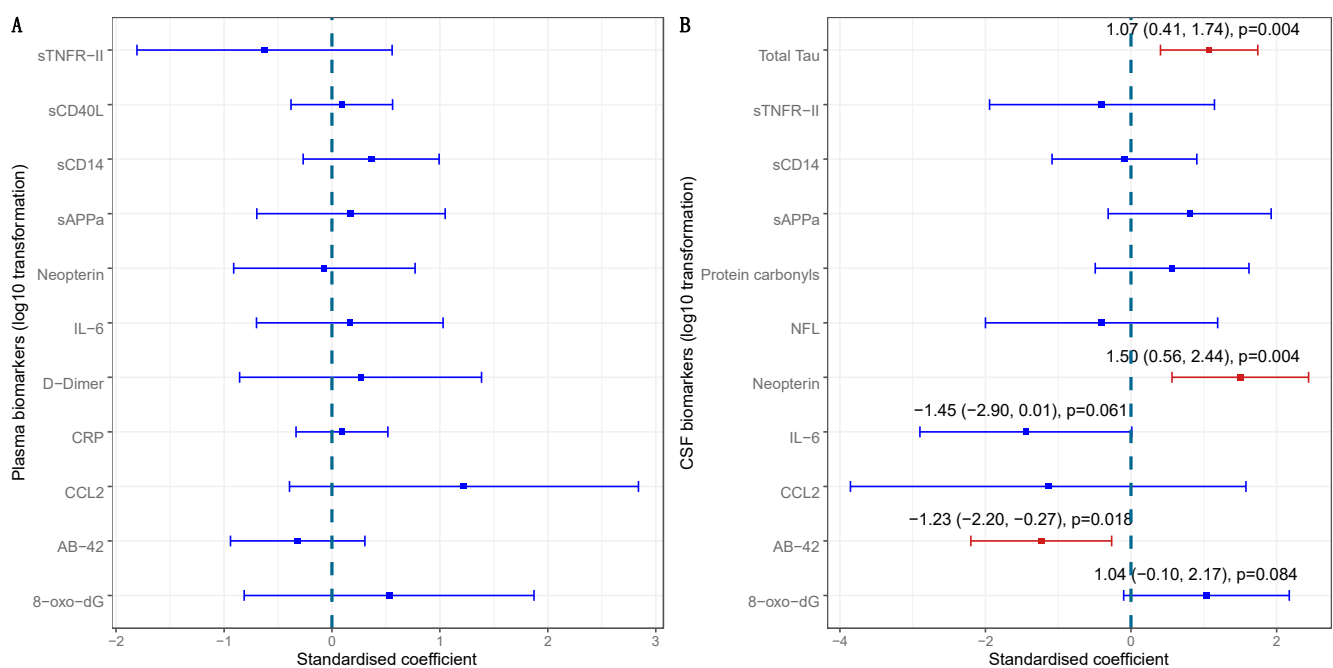 A
Plasma biomarkers (log10 transformation)
sTNFR−II
sCD40L
sCD14
sAPPa
Neopterin
IL−6
D−Dimer
CRP
CCL2
AB−42
8−oxo−dG
−2 −1 0 1 2 3
Standardised coefficient
B
CSF biomarkers (log10 transformation)
1.07 (0.41, 1.74), p=0.004
Total Tau
sTNFR−II
sCD14
sAPPa
Protein carbonyls
NFL
1.50 (0.56, 2.44), p=0.004
Neopterin
−1.45 (−2.90, 0.01), p=0.061
IL−6
CCL2
−1.23 (−2.20, −0.27), p=0.018
AB−42
1.04 (−0.10, 2.17), p=0.084
8−oxo−dG
−4 −2 0 2
Standardised coefficient